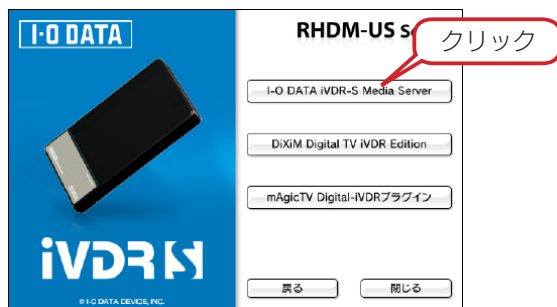 I-O DATA
RHDM-US
クリック
I-O DATA iVDR-S Media Server
DiXiM Digital TV iVDR Edition
mAgicTV Digital-iVDRプラグイン
iVDR S
戻る
閉じる
© I-O DATA DEVICE, INC.